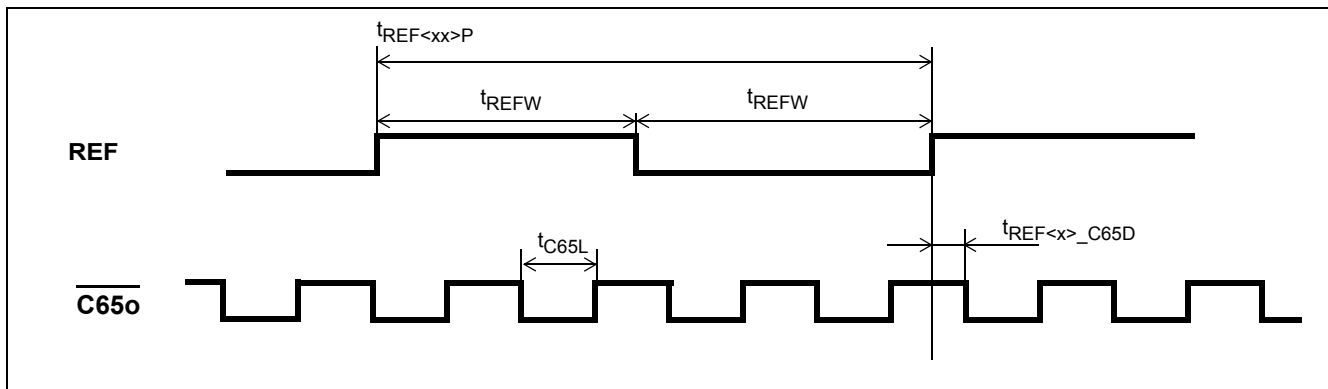 tREF<xx>P
tREFW tREFW
REF
tREF<x>_C65D
tC65L
C65o